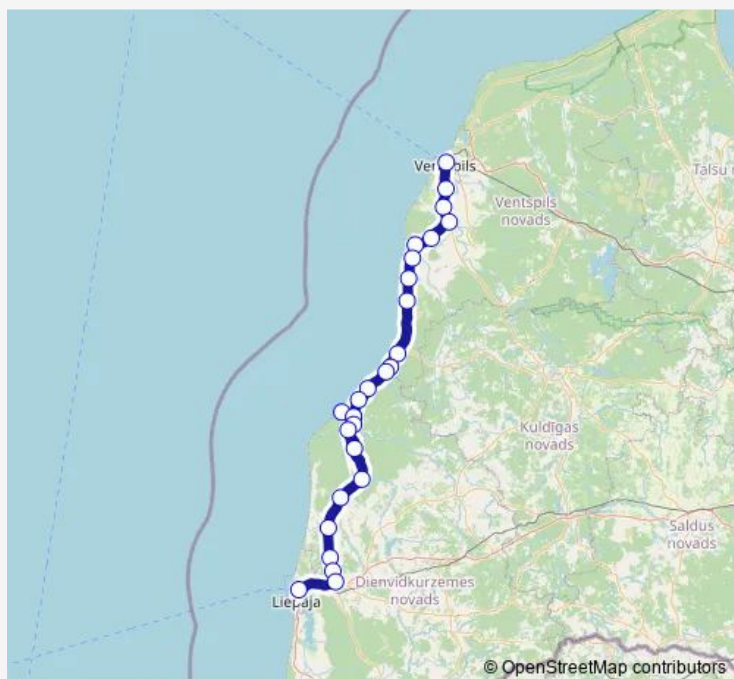 Ventspils
Talsu n
Ventspils
novads
Kuldīgas
novads
Saldus
novads
Dienvidkurzemes
novads
Liepāja
© OpenStreetMap contributors